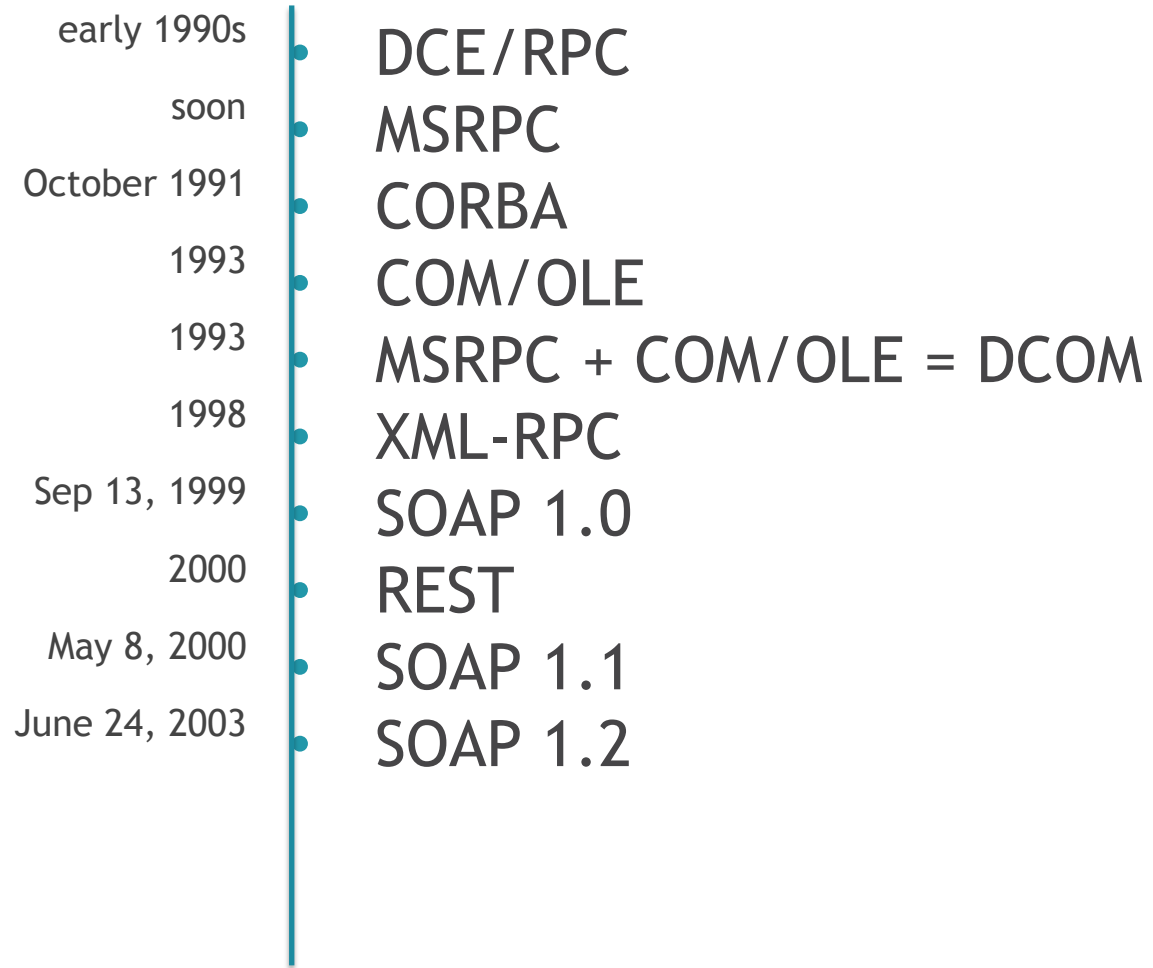 early 1990s
DCE/RPC
soon
MSRPC
October 1991
CORBA
1993
COM/OLE
1993
MSRPC + COM/OLE = DCOM
1998
XML-RPC
Sep 13, 1999
SOAP 1.0
2000
REST
May 8, 2000
SOAP 1.1
June 24, 2003
SOAP 1.2